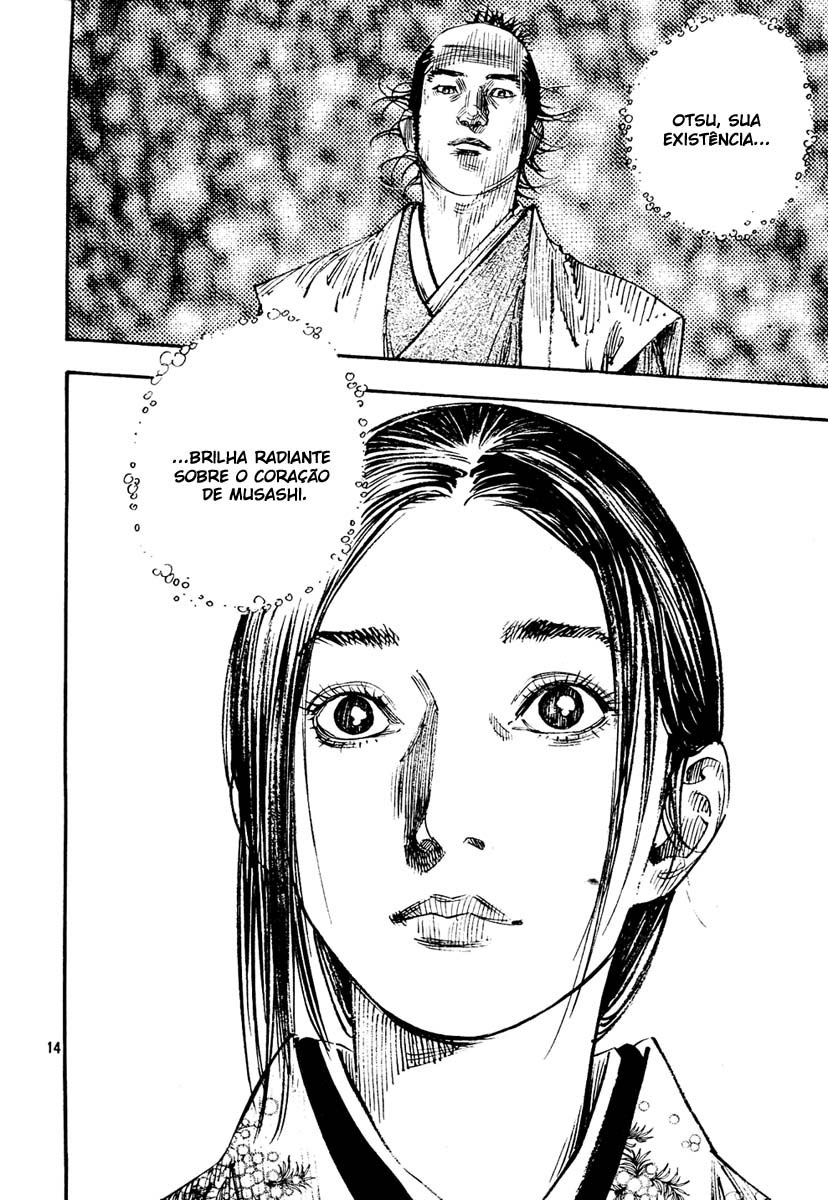 OTSU, SUA
EXISTÊNCIA...
...BRILHA RADIANTE
SOBRE O CORAÇÃO
DE MUSASHI.
14